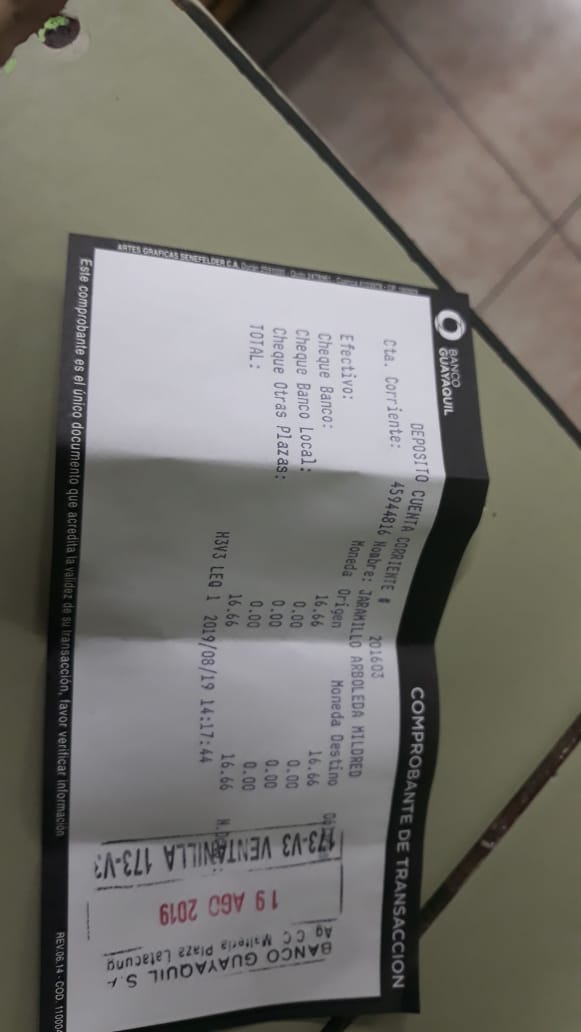 BANCO
GUAYAQUIL
COMPROBANTE DE TRANSACCION
DEPOSITO CUENTA CORRIENTE # 201603
Cta. Corriente: 45944816 Nombre: JARAMILLO ARBOLEDA MILDRED
Moneda Origen Moneda Destino
Efectivo: 16.66 16.66
Cheque Banco: 0.00 0.00
Cheque Banco Local: 0.00 0.00
Cheque Otras Plazas: 0.00 0.00
TOTAL: 16.66 16.66
H3V3 LEQ 1 2019/08/19 14:17:44
173-V3 VENTANILLA 173-V3
19 AGO 2019
BANCO GUAYAQUIL S.A
Ag C C Malteria Plaza Latacung
Este comprobante es el único documento que acredita la validez de su transacción, favor verificar información
REV.06.14 - COD. 110004